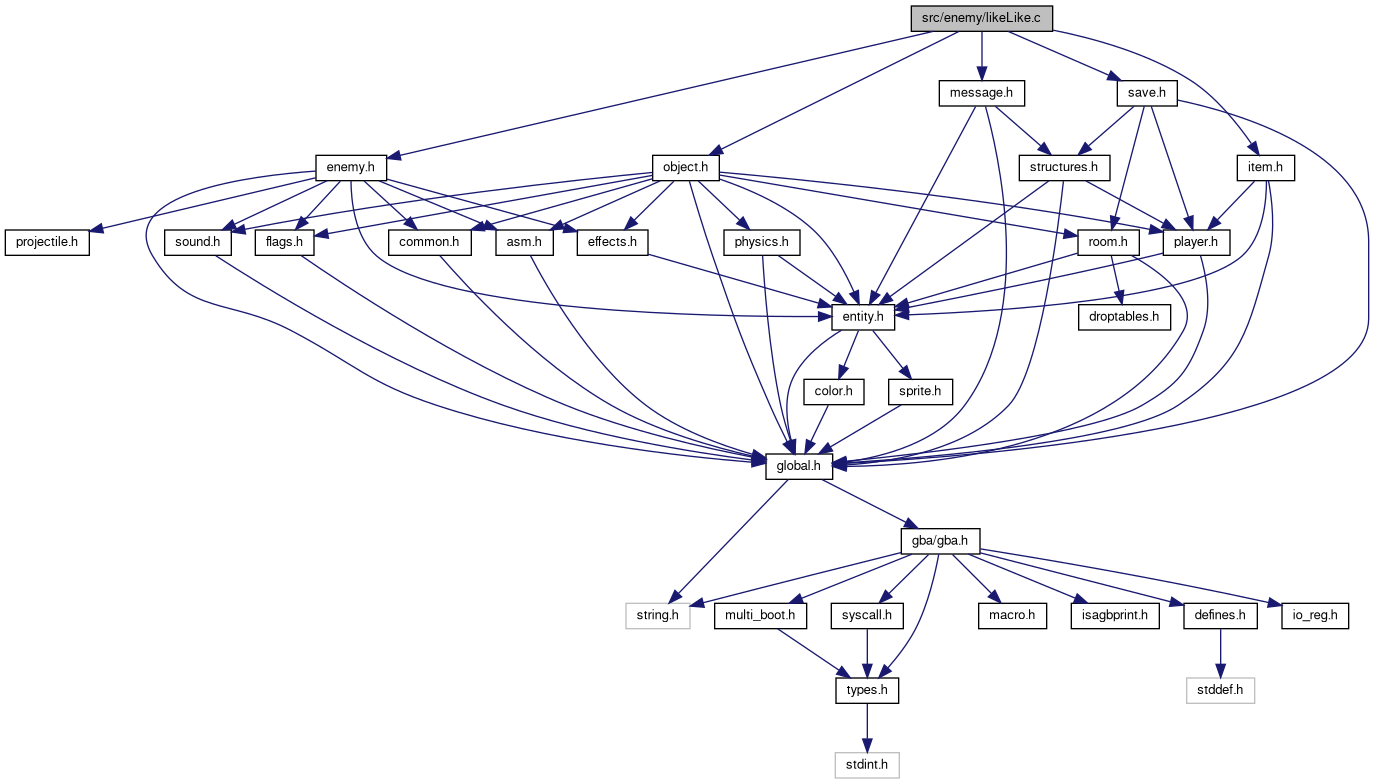 src/enemy/likeLike.c
message.h
save.h
enemy.h
object.h
structures.h
item.h
projectile.h
sound.h
flags.h
common.h
asm.h
effects.h
physics.h
room.h
player.h
entity.h
droptables.h
color.h
sprite.h
global.h
gba/gba.h
string.h
multi_boot.h
syscall.h
macro.h
isagbprint.h
defines.h
io_reg.h
types.h
stddef.h
stdint.h